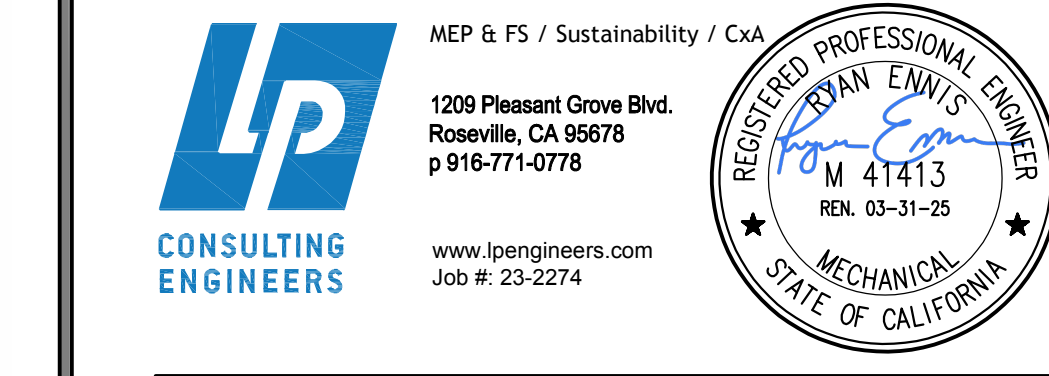 LP
CONSULTING
ENGINEERS
MEP & FS / Sustainability / CxA
1209 Pleasant Grove Blvd.
Roseville, CA 95678
p 916-771-0778
www.lpengineers.com
Job #: 23-2274
REGISTERED PROFESSIONAL ENGINEER
RYAN ENNIS
M 41413
REN. 03-31-25
MECHANICAL
STATE OF CALIFORNIA